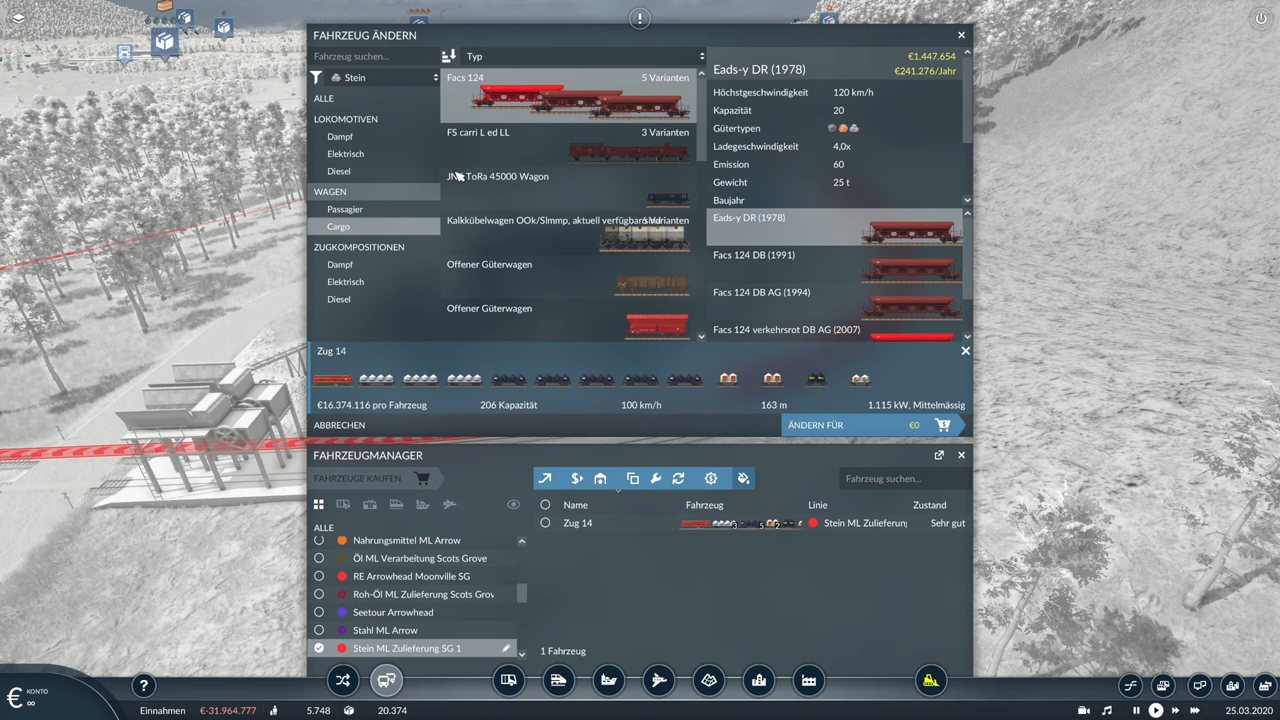 FAHRZEUG ÄNDERN
Fahrzeug suchen...
Typ
Stein
ALLE
LOKOMOTIVEN
Dampf
Elektrisch
Diesel
WAGEN
Passagier
Cargo
ZUGKOMPOSITIONEN
Dampf
Elektrisch
Diesel
Facs 124 5 Varianten
FS carri L ed LL 3 Varianten
ToRa 45000 Wagon
Kalkkübelwagen OOk/Slmmp, aktuell verfügbar Varianten
Offener Güterwagen
Offener Güterwagen
€1.447.654
Eads-y DR (1978) €241.276/Jahr
Höchstgeschwindigkeit 120 km/h
Kapazität 20
Gütertypen
Ladegeschwindigkeit 4,0x
Emission 60
Gewicht 25 t
Baujahr
Eads-y DR (1978)
Facs 124 DB (1991)
Facs 124 DB AG (1994)
Facs 124 verkehrsrot DB AG (2007)
Zug 14
€16.374.116 pro Fahrzeug 206 Kapazität 100 km/h 163 m 1.115 kW, Mittelmässig
ABBRECHEN
ÄNDERN FÜR €0
FAHRZEUGMANAGER
FAHRZEUGE KAUFEN
Fahrzeug suchen...
ALLE
Nahrungsmittel ML Arrow
Öl ML Verarbeitung Scots Grove
RE Arrowhead Moonville SG
Roh-Öl ML Zulieferung Scots Grov
Seetour Arrowhead
Stahl ML Arrow
Stein ML Zulieferung SG 1
Name Fahrzeug Linie Zustand
Zug 14 3 5 2 Stein ML Zulieferun Sehr gut
1 Fahrzeug
€ KONTO
∞
?
Einnahmen €-31.964.777 5.748 20.374
25.03.2020